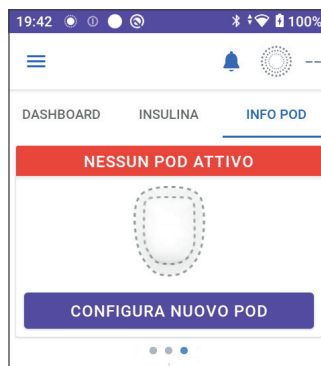 19:42 100%
--
DASHBOARD INSULINA INFO POD
NESSUN POD ATTIVO
CONFIGURA NUOVO POD